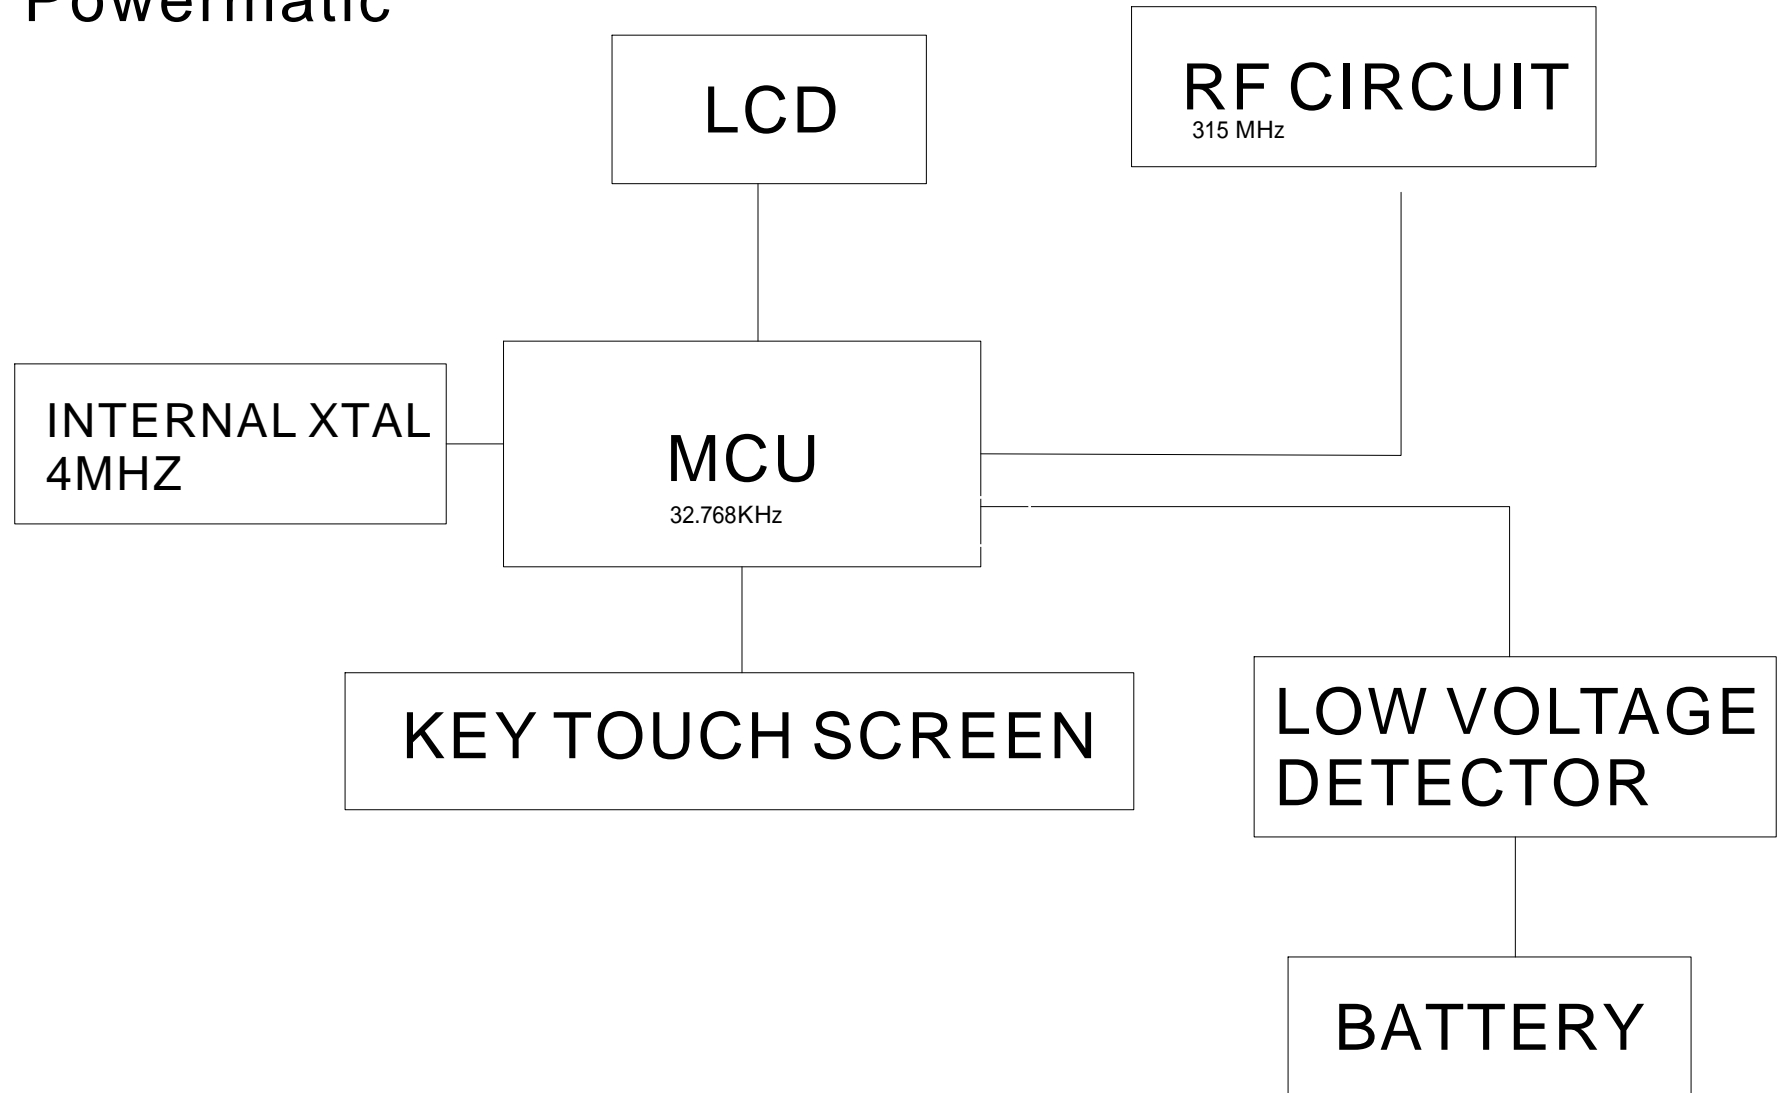 Powermatic
LCD
RF CIRCUIT
315 MHz
INTERNAL XTAL
4MHZ
MCU
32.768KHz
KEY TOUCH SCREEN
LOW VOLTAGE
DETECTOR
BATTERY